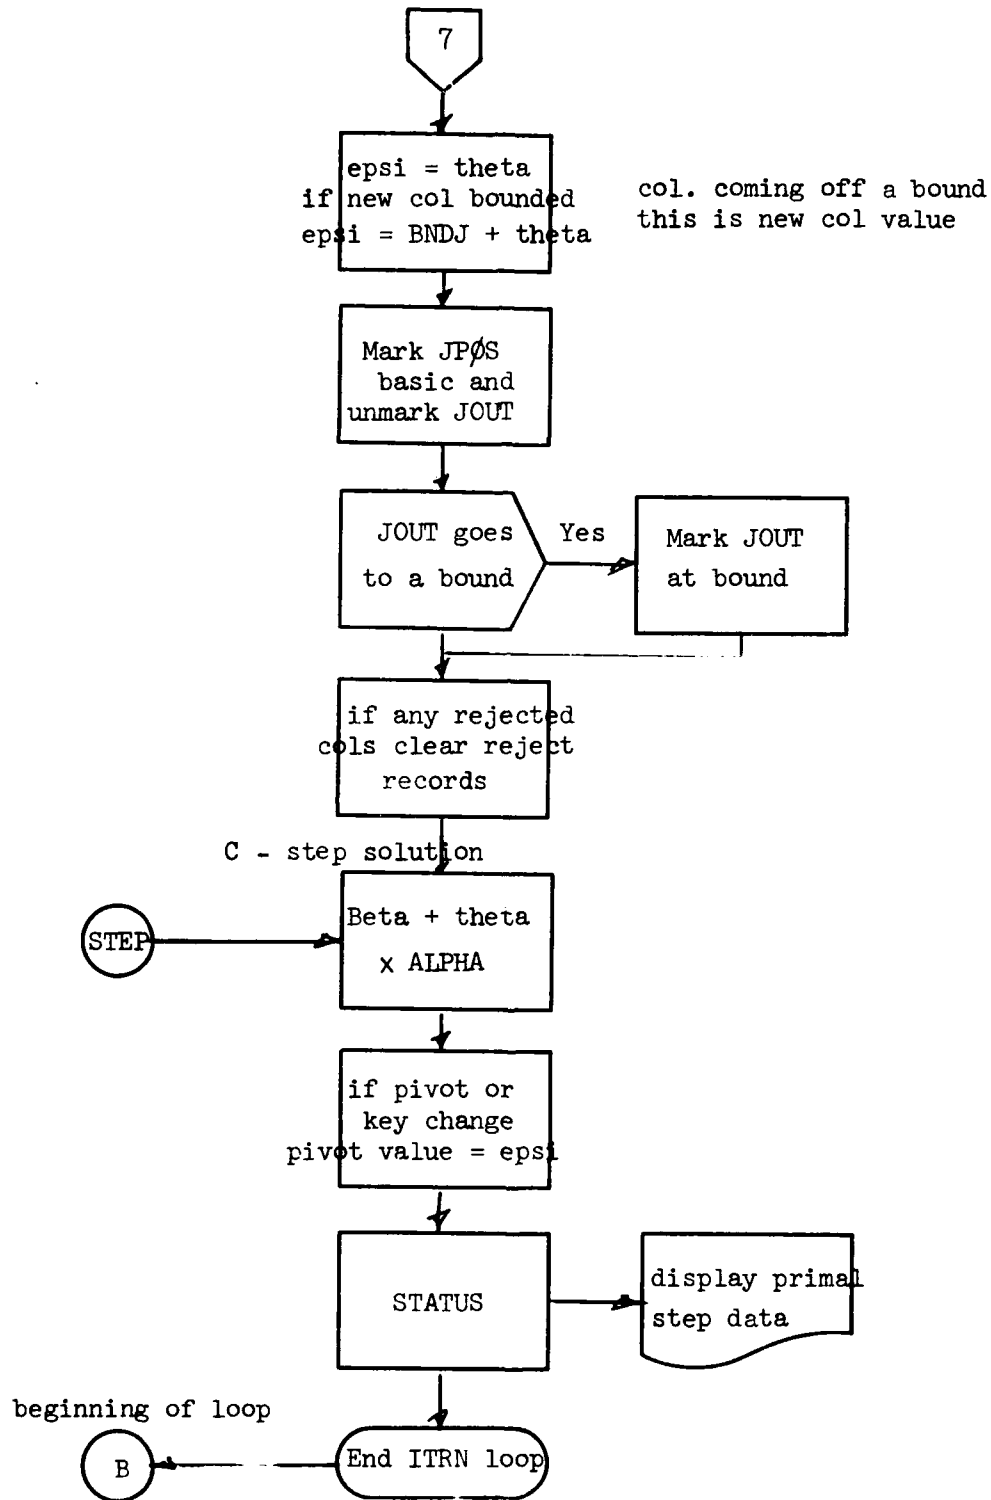 7
epsi = theta
if new col bounded
epsi = BNDJ + theta
col. coming off a bound
this is new col value
Mark JPØS
basic and
unmark JOUT
JOUT goes
to a bound
Yes
Mark JOUT
at bound
if any rejected
cols clear reject
records
C - step solution
STEP
Beta + theta
x ALPHA
if pivot or
key change
pivot value = epsi
STATUS
display primal
step data
beginning of loop
B
End ITRN loop